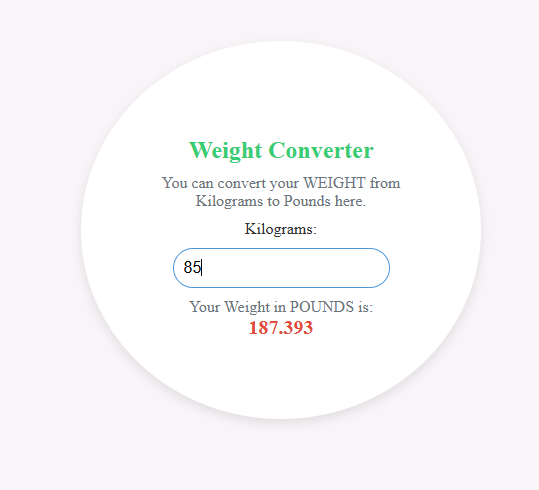 Weight Converter
You can convert your WEIGHT from
Kilograms to Pounds here.
Kilograms:
85
Your Weight in POUNDS is:
187.393